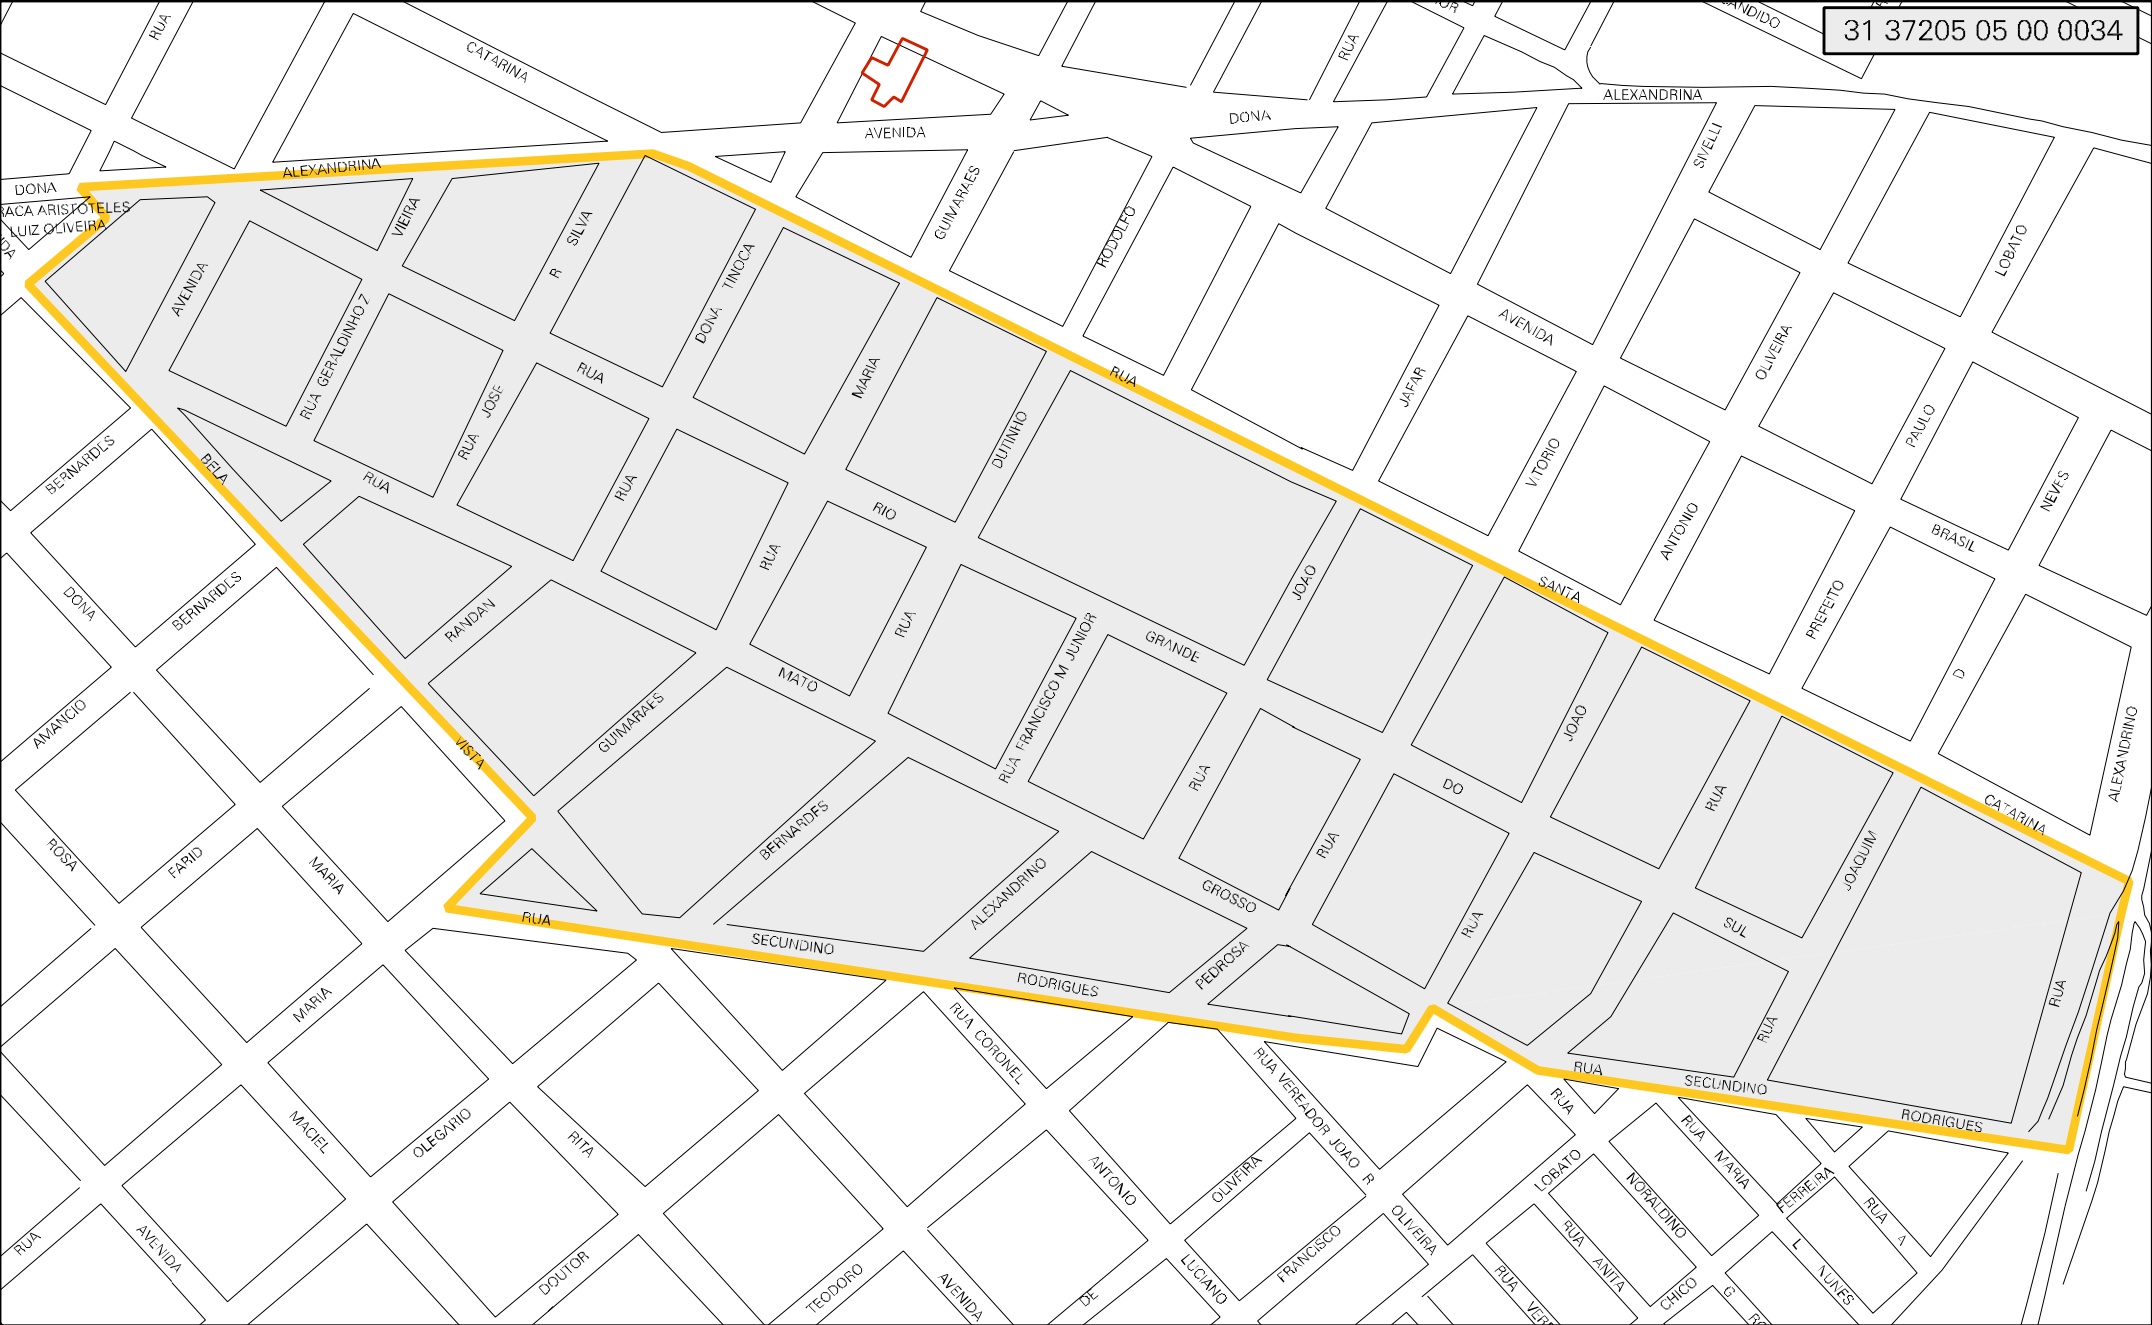 RUA
CATARINA
RUA
31 37205 05 00 0034
ALEXANDRINA
DONA
AVENIDA
SIVELLI
ALEXANDRINA
DONA
ARISTOTELES
LUIZ OLIVEIRA
VIEIRA
R SILVA
GUIMARAES
RODOLFO
LOBATO
AVENIDA
TINOCA
DONA
AVENIDA
RUA GERALDINHO Z
OLIVEIRA
RUA
RUA
MARIA
JAFAR
RUA JOSE
DUTINHO
PAULO
BERNARDES
BELA
RUA
RUA
VITORIO
NEVES
RIO
ANTONIO
BRASIL
RUA
JOAO
SANTA
DONA
BERNARDES
RANDAN
RUA
PREFEITO
GRANDE
MATO
RUA FRANCISCO M JUNIOR
D
AMANCIO
GUIMARAES
JOAO
VISTA
ALEXANDRINO
RUA
DO
RUA
CATARINA
BERNARDES
RUA
ROSA
FARID
MARIA
JOAQUIM
ALEXANDRINO
GROSSO
RUA
SECUNDINO
RUA
SUL
PEDROSA
RODRIGUES
RUA
MARIA
RUA CORONEL
RUA
RUA VEREADOR JOAO R
RUA
SECUNDINO
RODRIGUES
MACIEL
OLEGARIO
RITA
RUA
RUA MARIA L NUNES
ANTONIO
OLIVEIRA
LOBATO
NORALDINO
FERREIRA
RUA A
RUA
AVENIDA
OLIVEIRA
RUA ANITA
FRANCISCO
DOUTOR
TEODORO
AVENIDA
DE
LUCIANO
RUA
CHICO
G